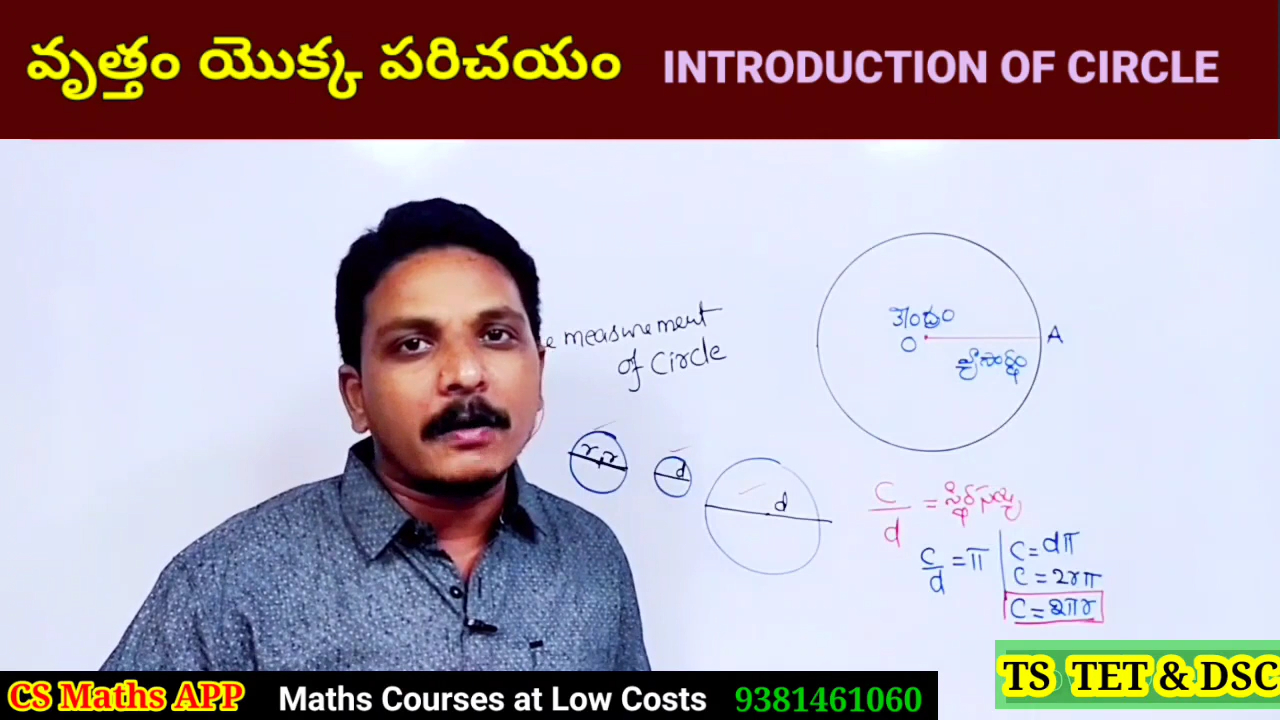 వృత్తం యొక్క పరిచయం INTRODUCTION OF CIRCLE
e measurement
of Circle
కేంద్రం
O
A
వ్యాసార్థం
r, r
d
d
C/d = స్థిర
C/d = π
C = dπ
C = 2rπ
C = 2πr
CS Maths APP
Maths Courses at Low Costs 9381461060
TS TET & DSC